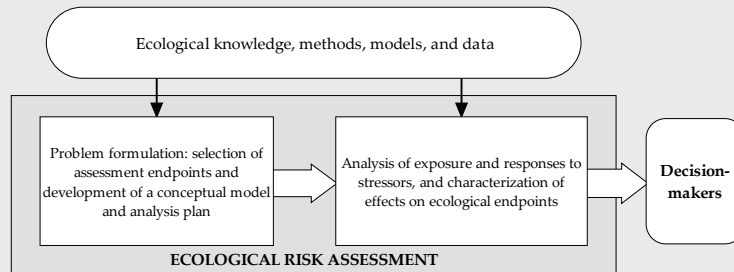 Ecological knowledge, methods, models, and data
Problem formulation: selection of
assessment endpoints and
development of a conceptual model
and analysis plan
Analysis of exposure and responses to
stressors, and characterization of
effects on ecological endpoints
Decision-
makers
ECOLOGICAL RISK ASSESSMENT